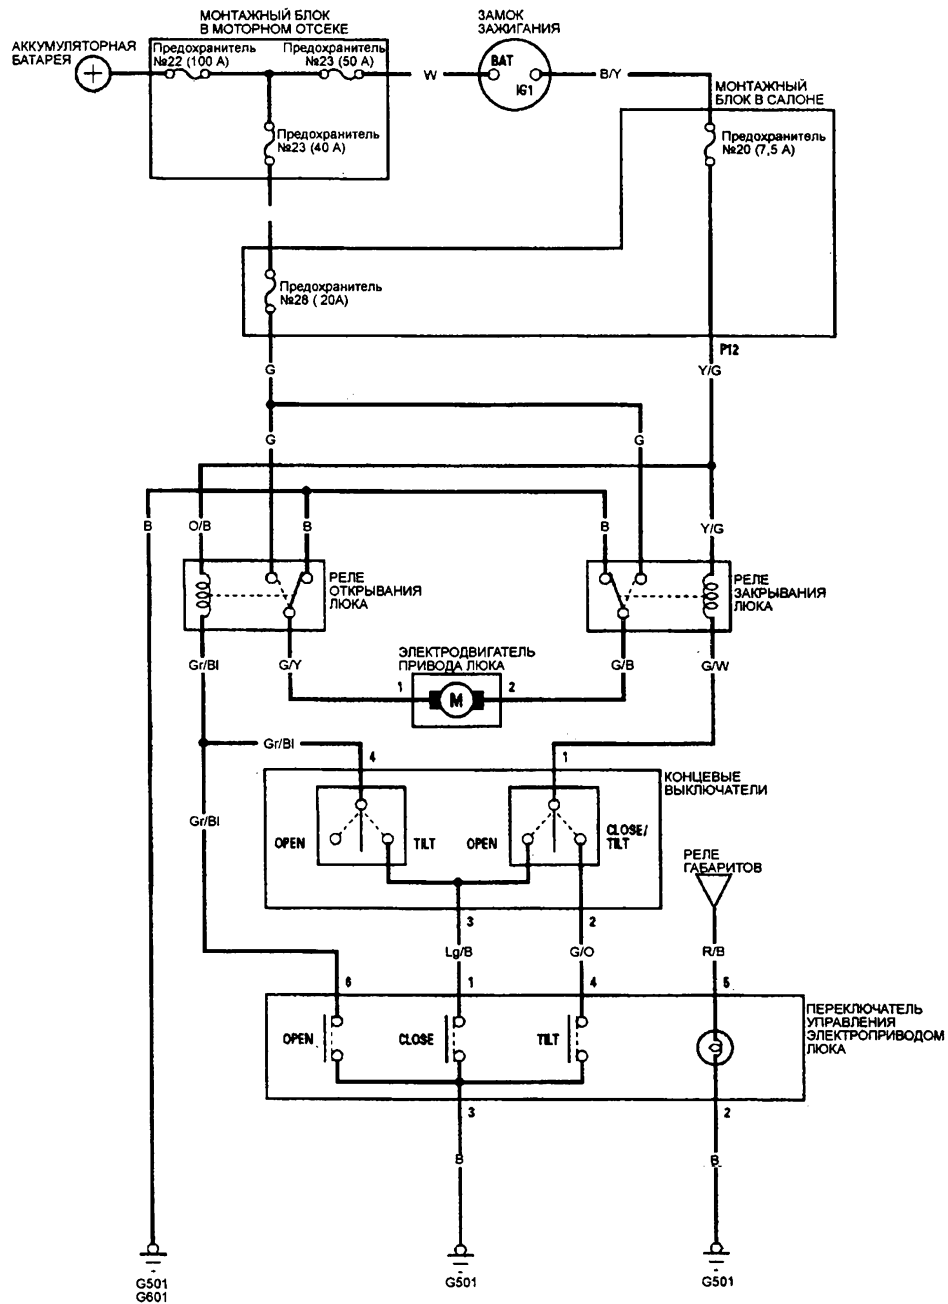 МОНТАЖНЫЙ БЛОК
В МОТОРНОМ ОТСЕКЕ
ЗАМОК
ЗАЖИГАНИЯ
АККУМУЛЯТОРНАЯ
БАТАРЕЯ
Предохранитель
№22 (100 А)
Предохранитель
№23 (50 А)
W
BAT
IG1
B/Y
МОНТАЖНЫЙ
БЛОК В САЛОНЕ
Предохранитель
№23 (40 А)
Предохранитель
№20 (7,5 А)
Предохранитель
№28 ( 20А)
P12
G
Y/G
G
G
B
O/B
B
B
Y/G
РЕЛЕ
ОТКРЫВАНИЯ
ЛЮКА
РЕЛЕ
ЗАКРЫВАНИЯ
ЛЮКА
Gr/Bl
G/Y
ЭЛЕКТРОДВИГАТЕЛЬ
ПРИВОДА ЛЮКА
G/B
G/W
1
M
2
Gr/Bl
4
1
КОНЦЕВЫЕ
ВЫКЛЮЧАТЕЛИ
Gr/Bl
OPEN
TILT
OPEN
CLOSE/
TILT
РЕЛЕ
ГАБАРИТОВ
3
2
Lg/B
G/O
R/B
6
1
4
5
OPEN
CLOSE
TILT
ПЕРЕКЛЮЧАТЕЛЬ
УПРАВЛЕНИЯ
ЭЛЕКТРОПРИВОДОМ
ЛЮКА
3
2
B
B
G501
G601
G501
G501